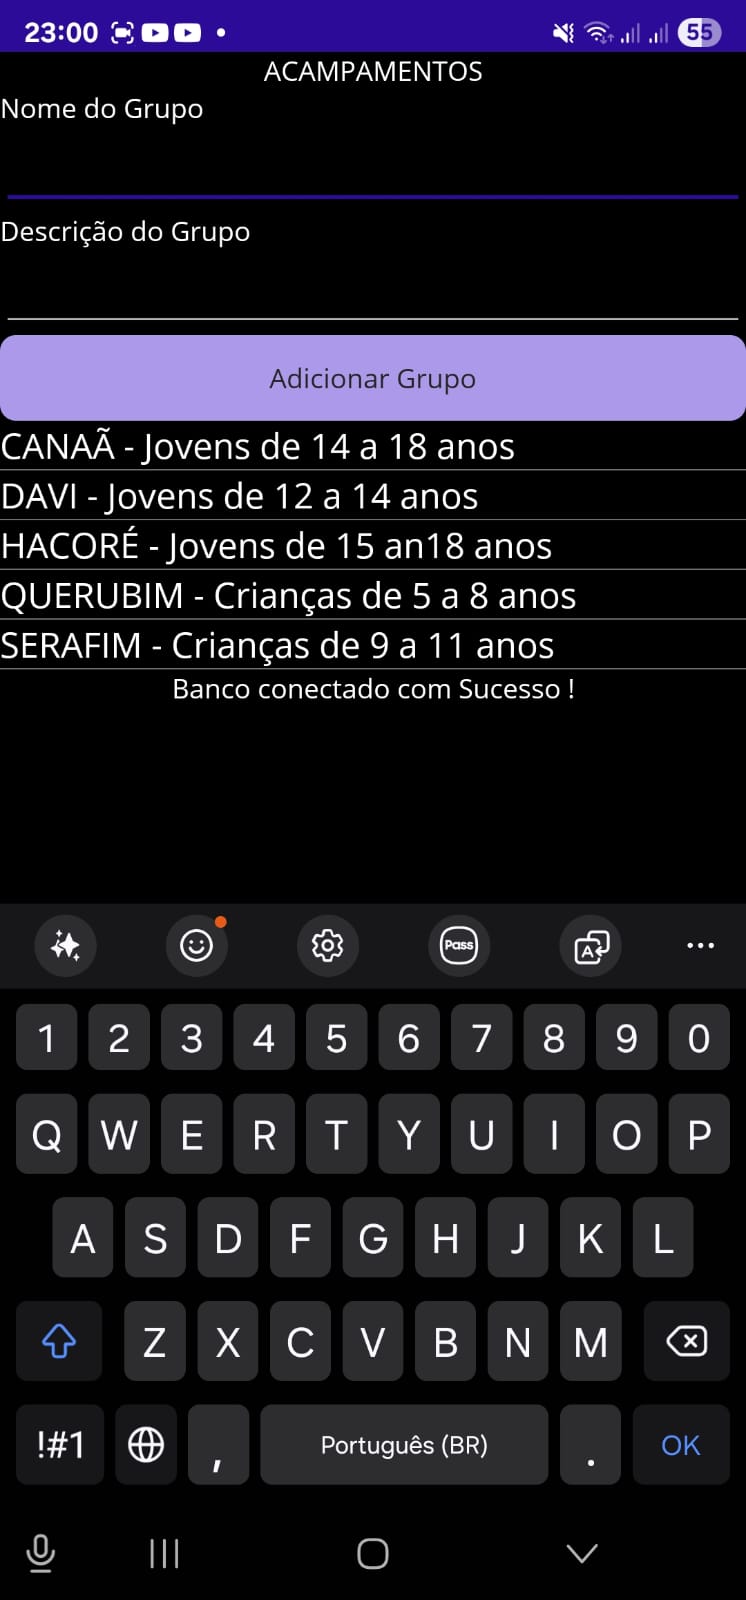 23:00
55
ACAMPAMENTOS
Nome do Grupo
Descrição do Grupo
Adicionar Grupo
CANAÃ - Jovens de 14 a 18 anos
DAVI - Jovens de 12 a 14 anos
HACORÉ - Jovens de 15 an18 anos
QUERUBIM - Crianças de 5 a 8 anos
SERAFIM - Crianças de 9 a 11 anos
Banco conectado com Sucesso !
Pass
A
1 2 3 4 5 6 7 8 9 0
Q W E R T Y U I O P
A S D F G H J K L
Z X C V B N M
!#1 , Português (BR) . OK